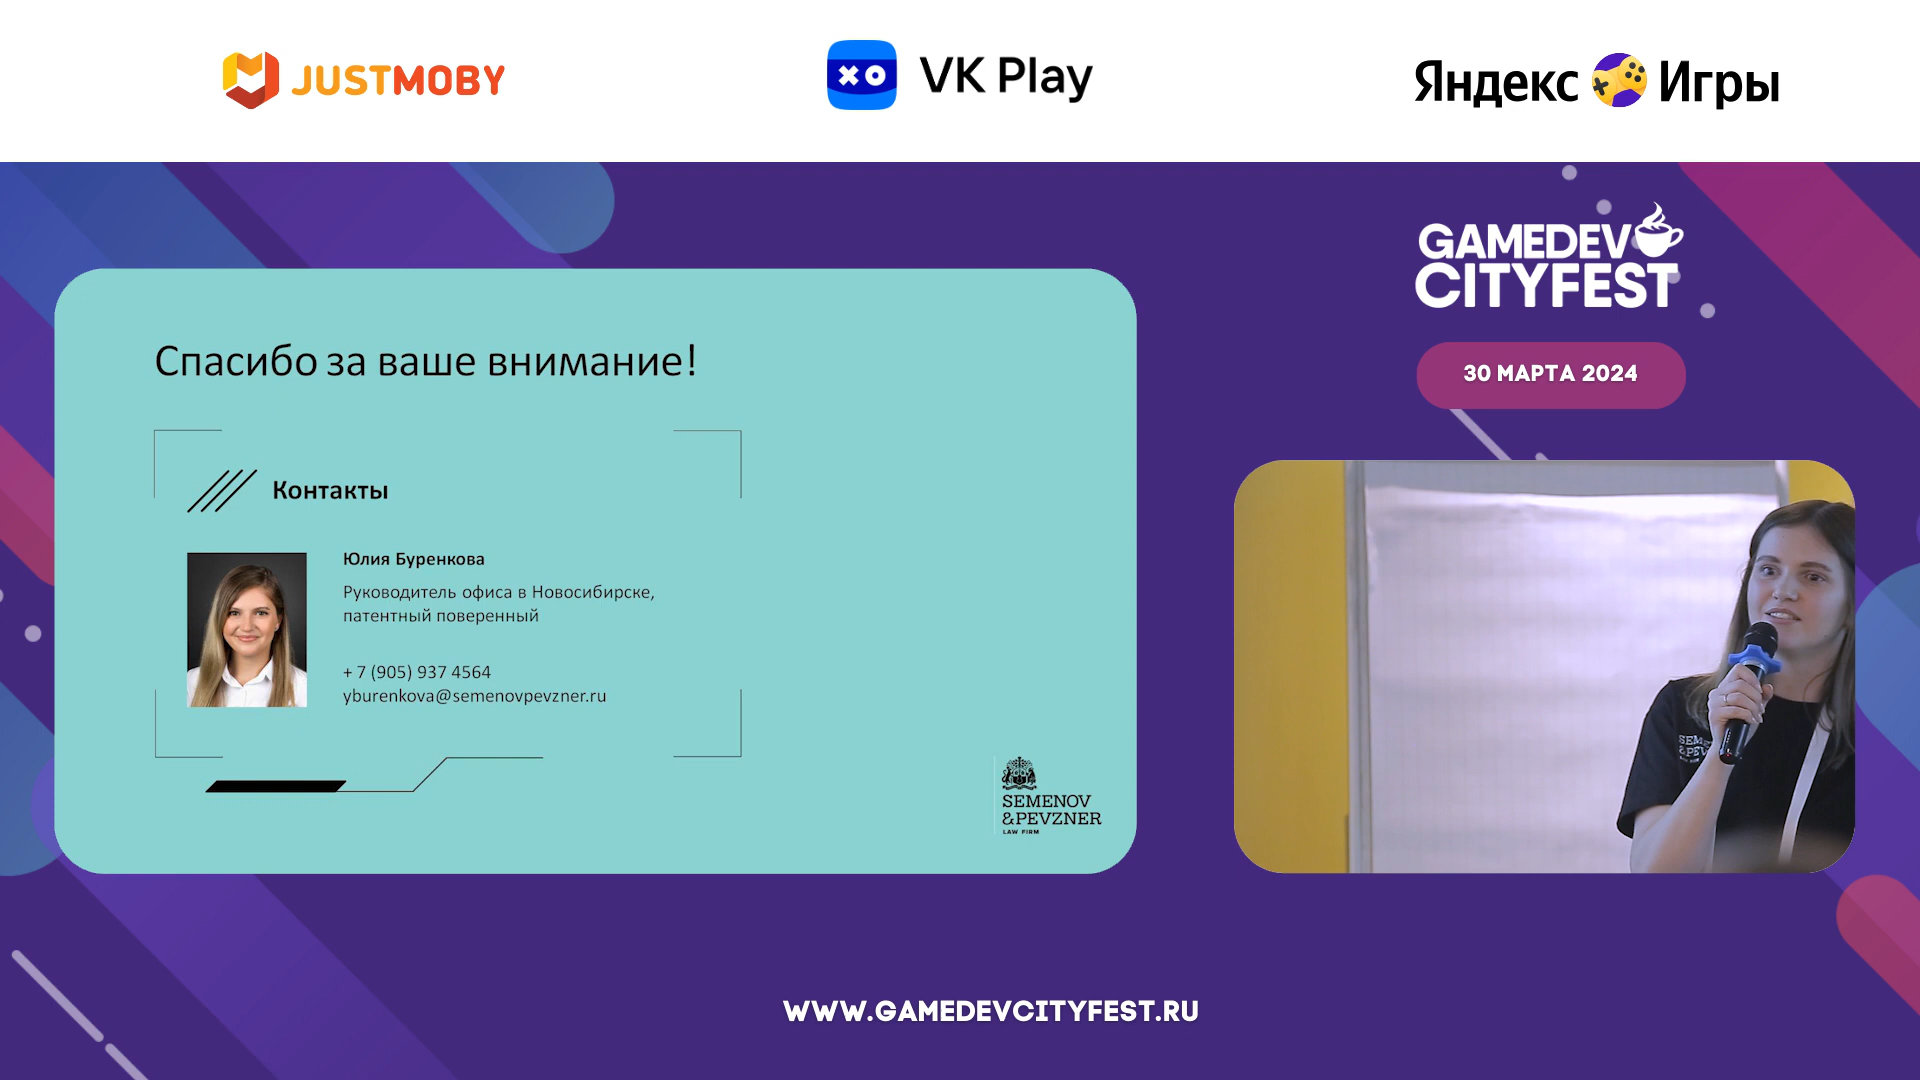 JUSTMOBY
VK Play
Яндекс Игры
GAMEDEV
CITYFEST
30 МАРТА 2024
Спасибо за ваше внимание!
Контакты
Юлия Буренкова
Руководитель офиса в Новосибирске,
патентный поверенный
+ 7 (905) 937 4564
yburenkova@semenovpevzner.ru
SEMENOV
&PEVZNER
LAW FIRM
WWW.GAMEDEVCITYFEST.RU